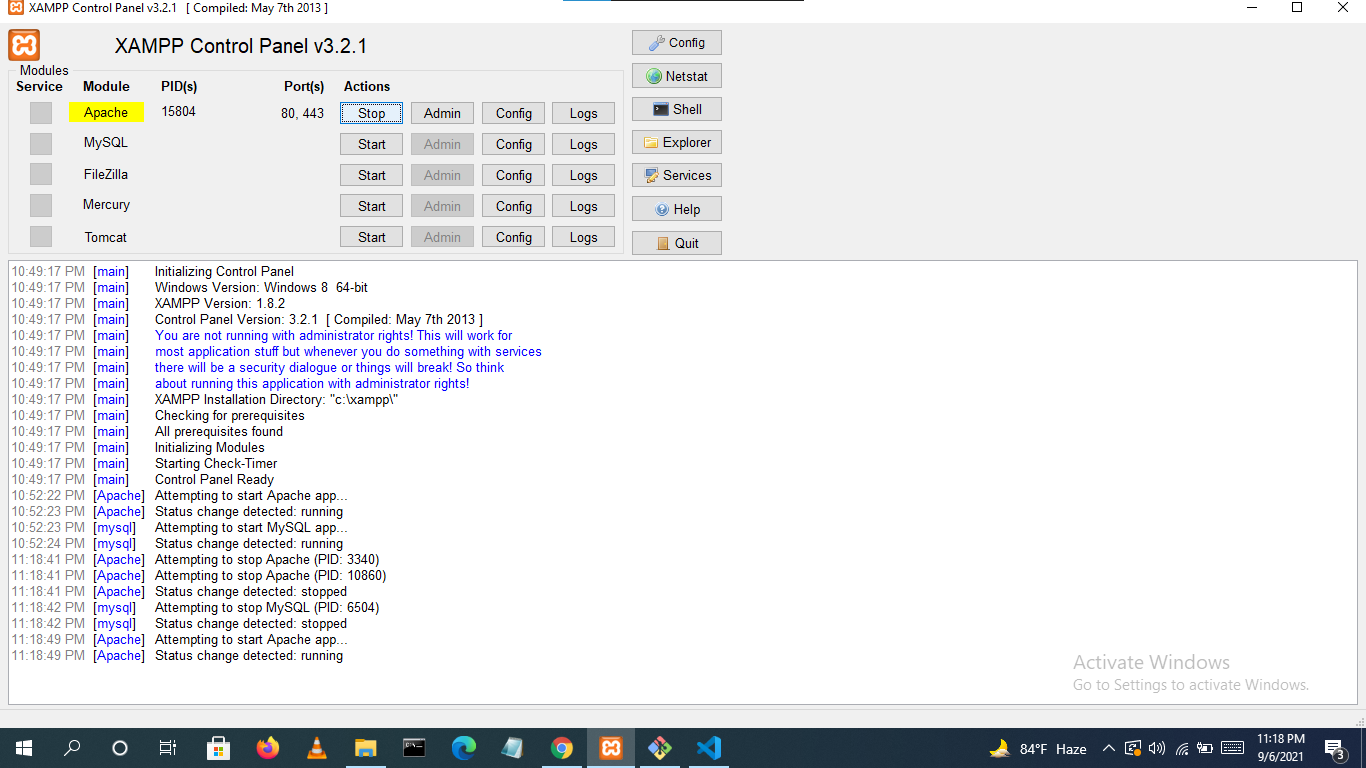 XAMPP Control Panel v3.2.1 [ Compiled: May 7th 2013 ]
XAMPP Control Panel v3.2.1
Config
Modules
Service Module PID(s) Port(s) Actions
Netstat
Apache 15804 80, 443 Stop Admin Config Logs
Shell
MySQL Start Admin Config Logs
Explorer
FileZilla Start Admin Config Logs
Services
Mercury Start Admin Config Logs
Help
Tomcat Start Admin Config Logs
Quit
10:49:17 PM [main] Initializing Control Panel
10:49:17 PM [main] Windows Version: Windows 8 64-bit
10:49:17 PM [main] XAMPP Version: 1.8.2
10:49:17 PM [main] Control Panel Version: 3.2.1 [ Compiled: May 7th 2013 ]
10:49:17 PM [main] You are not running with administrator rights! This will work for
10:49:17 PM [main] most application stuff but whenever you do something with services
10:49:17 PM [main] there will be a security dialogue or things will break! So think
10:49:17 PM [main] about running this application with administrator rights!
10:49:17 PM [main] XAMPP Installation Directory: "c:\xampp\"
10:49:17 PM [main] Checking for prerequisites
10:49:17 PM [main] All prerequisites found
10:49:17 PM [main] Initializing Modules
10:49:17 PM [main] Starting Check-Timer
10:49:17 PM [main] Control Panel Ready
10:52:22 PM [Apache] Attempting to start Apache app...
10:52:23 PM [Apache] Status change detected: running
10:52:23 PM [mysql] Attempting to start MySQL app...
10:52:24 PM [mysql] Status change detected: running
11:18:41 PM [Apache] Attempting to stop Apache (PID: 3340)
11:18:41 PM [Apache] Attempting to stop Apache (PID: 10860)
11:18:41 PM [Apache] Status change detected: stopped
11:18:42 PM [mysql] Attempting to stop MySQL (PID: 6504)
11:18:42 PM [mysql] Status change detected: stopped
11:18:49 PM [Apache] Attempting to start Apache app...
11:18:49 PM [Apache] Status change detected: running
Activate Windows
Go to Settings to activate Windows.
84°F Haze
11:18 PM
9/6/2021
3